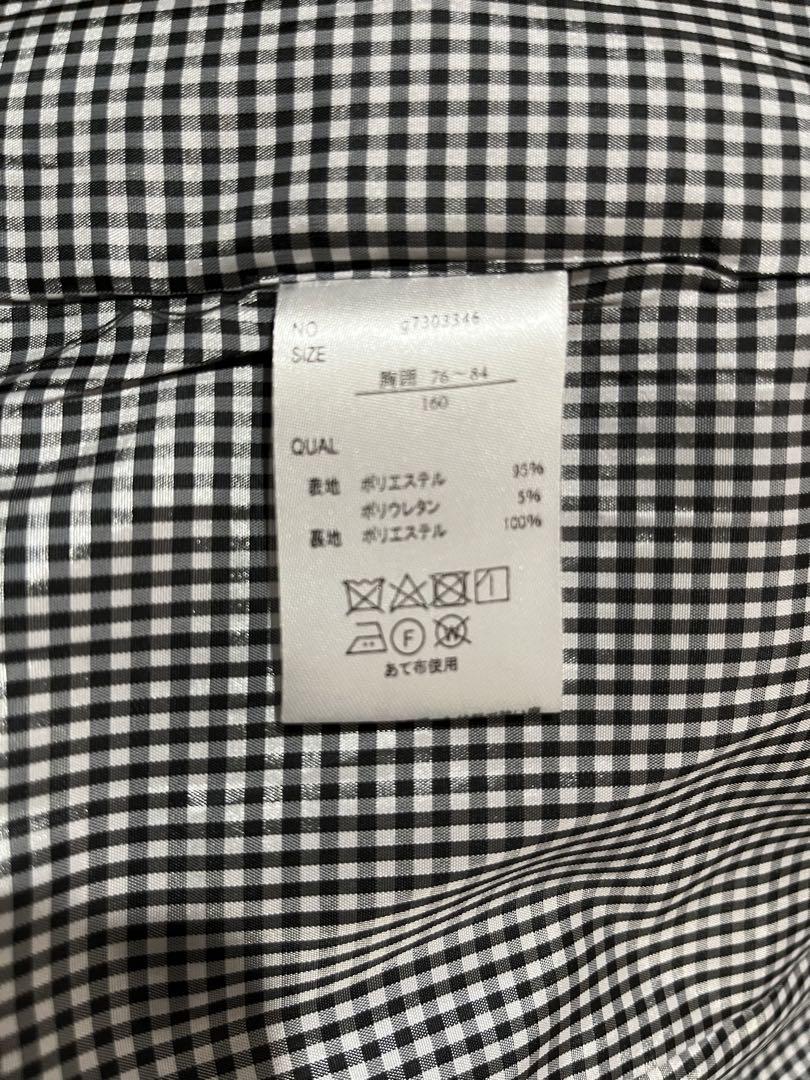 NO g7303346
SIZE
胸囲 76～84
160
QUAL
表地 ポリエステル 95%
ポリウレタン 5%
裏地 ポリエステル 100%
F W
あて布使用